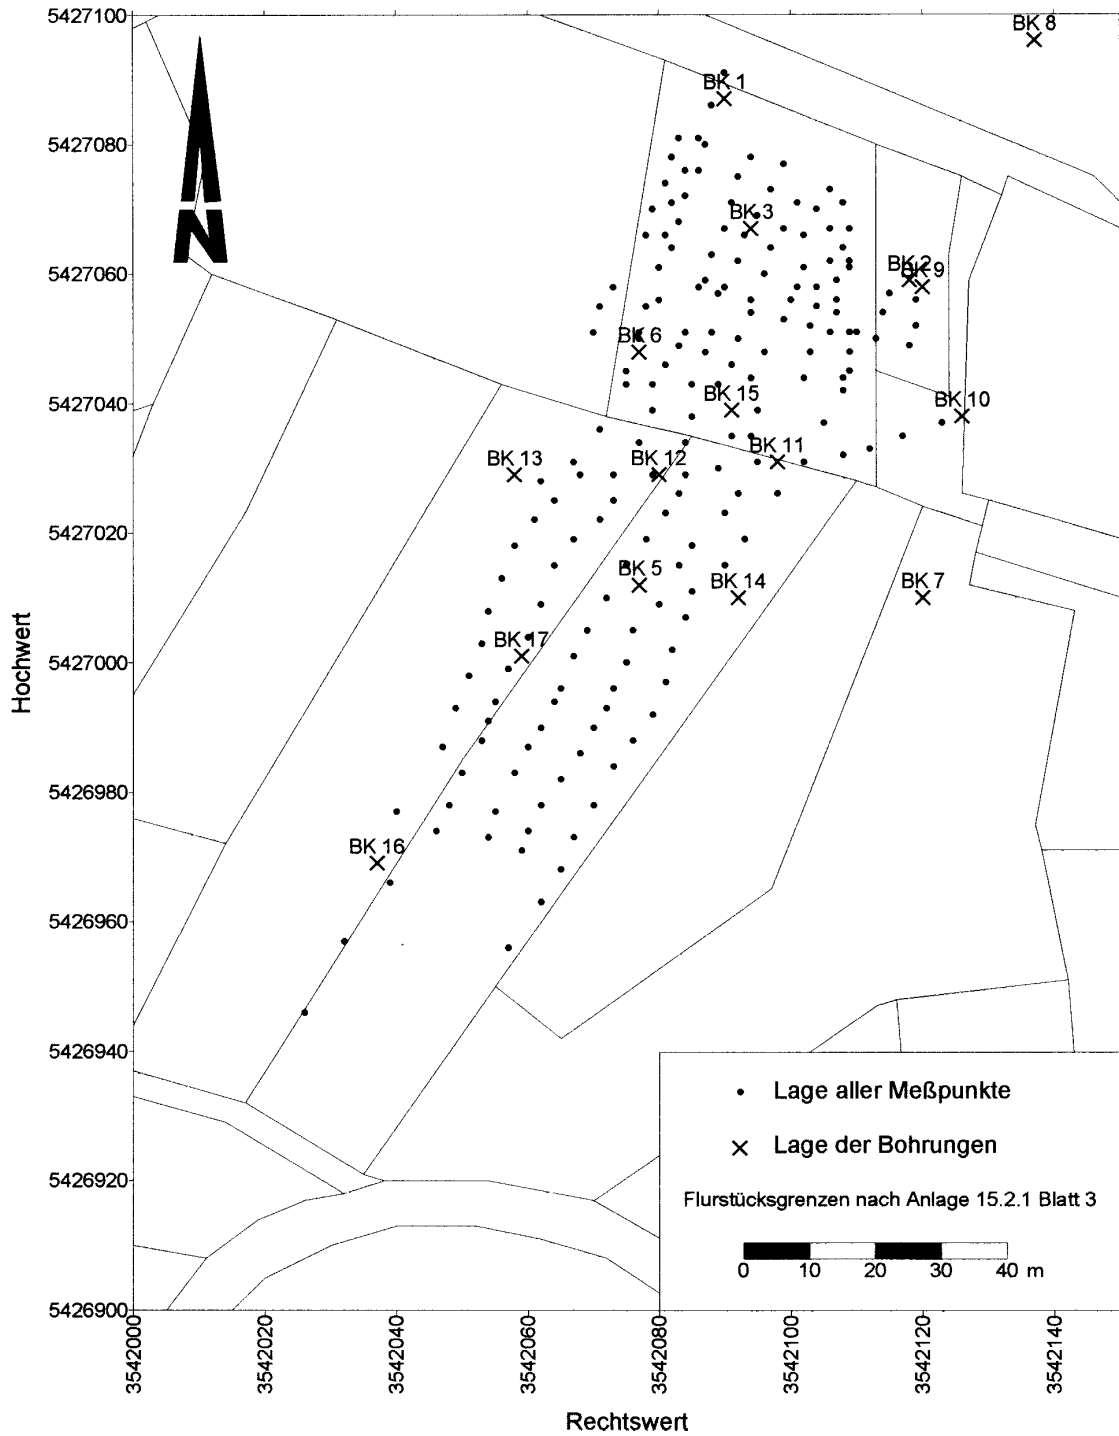 5427100
5427080
5427060
5427040
5427020
5427000
5426980
5426960
5426940
5426920
5426900
Hochwert
3542000
3542020
3542040
3542060
3542080
3542100
3542120
3542140
Rechtswert
N
BK 8
BK 1
BK 3
BK 2
BK 9
BK 6
BK 15
BK 10
BK 13
BK 12
BK 11
BK 5
BK 14
BK 7
BK 17
BK 16
Lage aller Meßpunkte
Lage der Bohrungen
Flurstücksgrenzen nach Anlage 15.2.1 Blatt 3
0 10 20 30 40 m